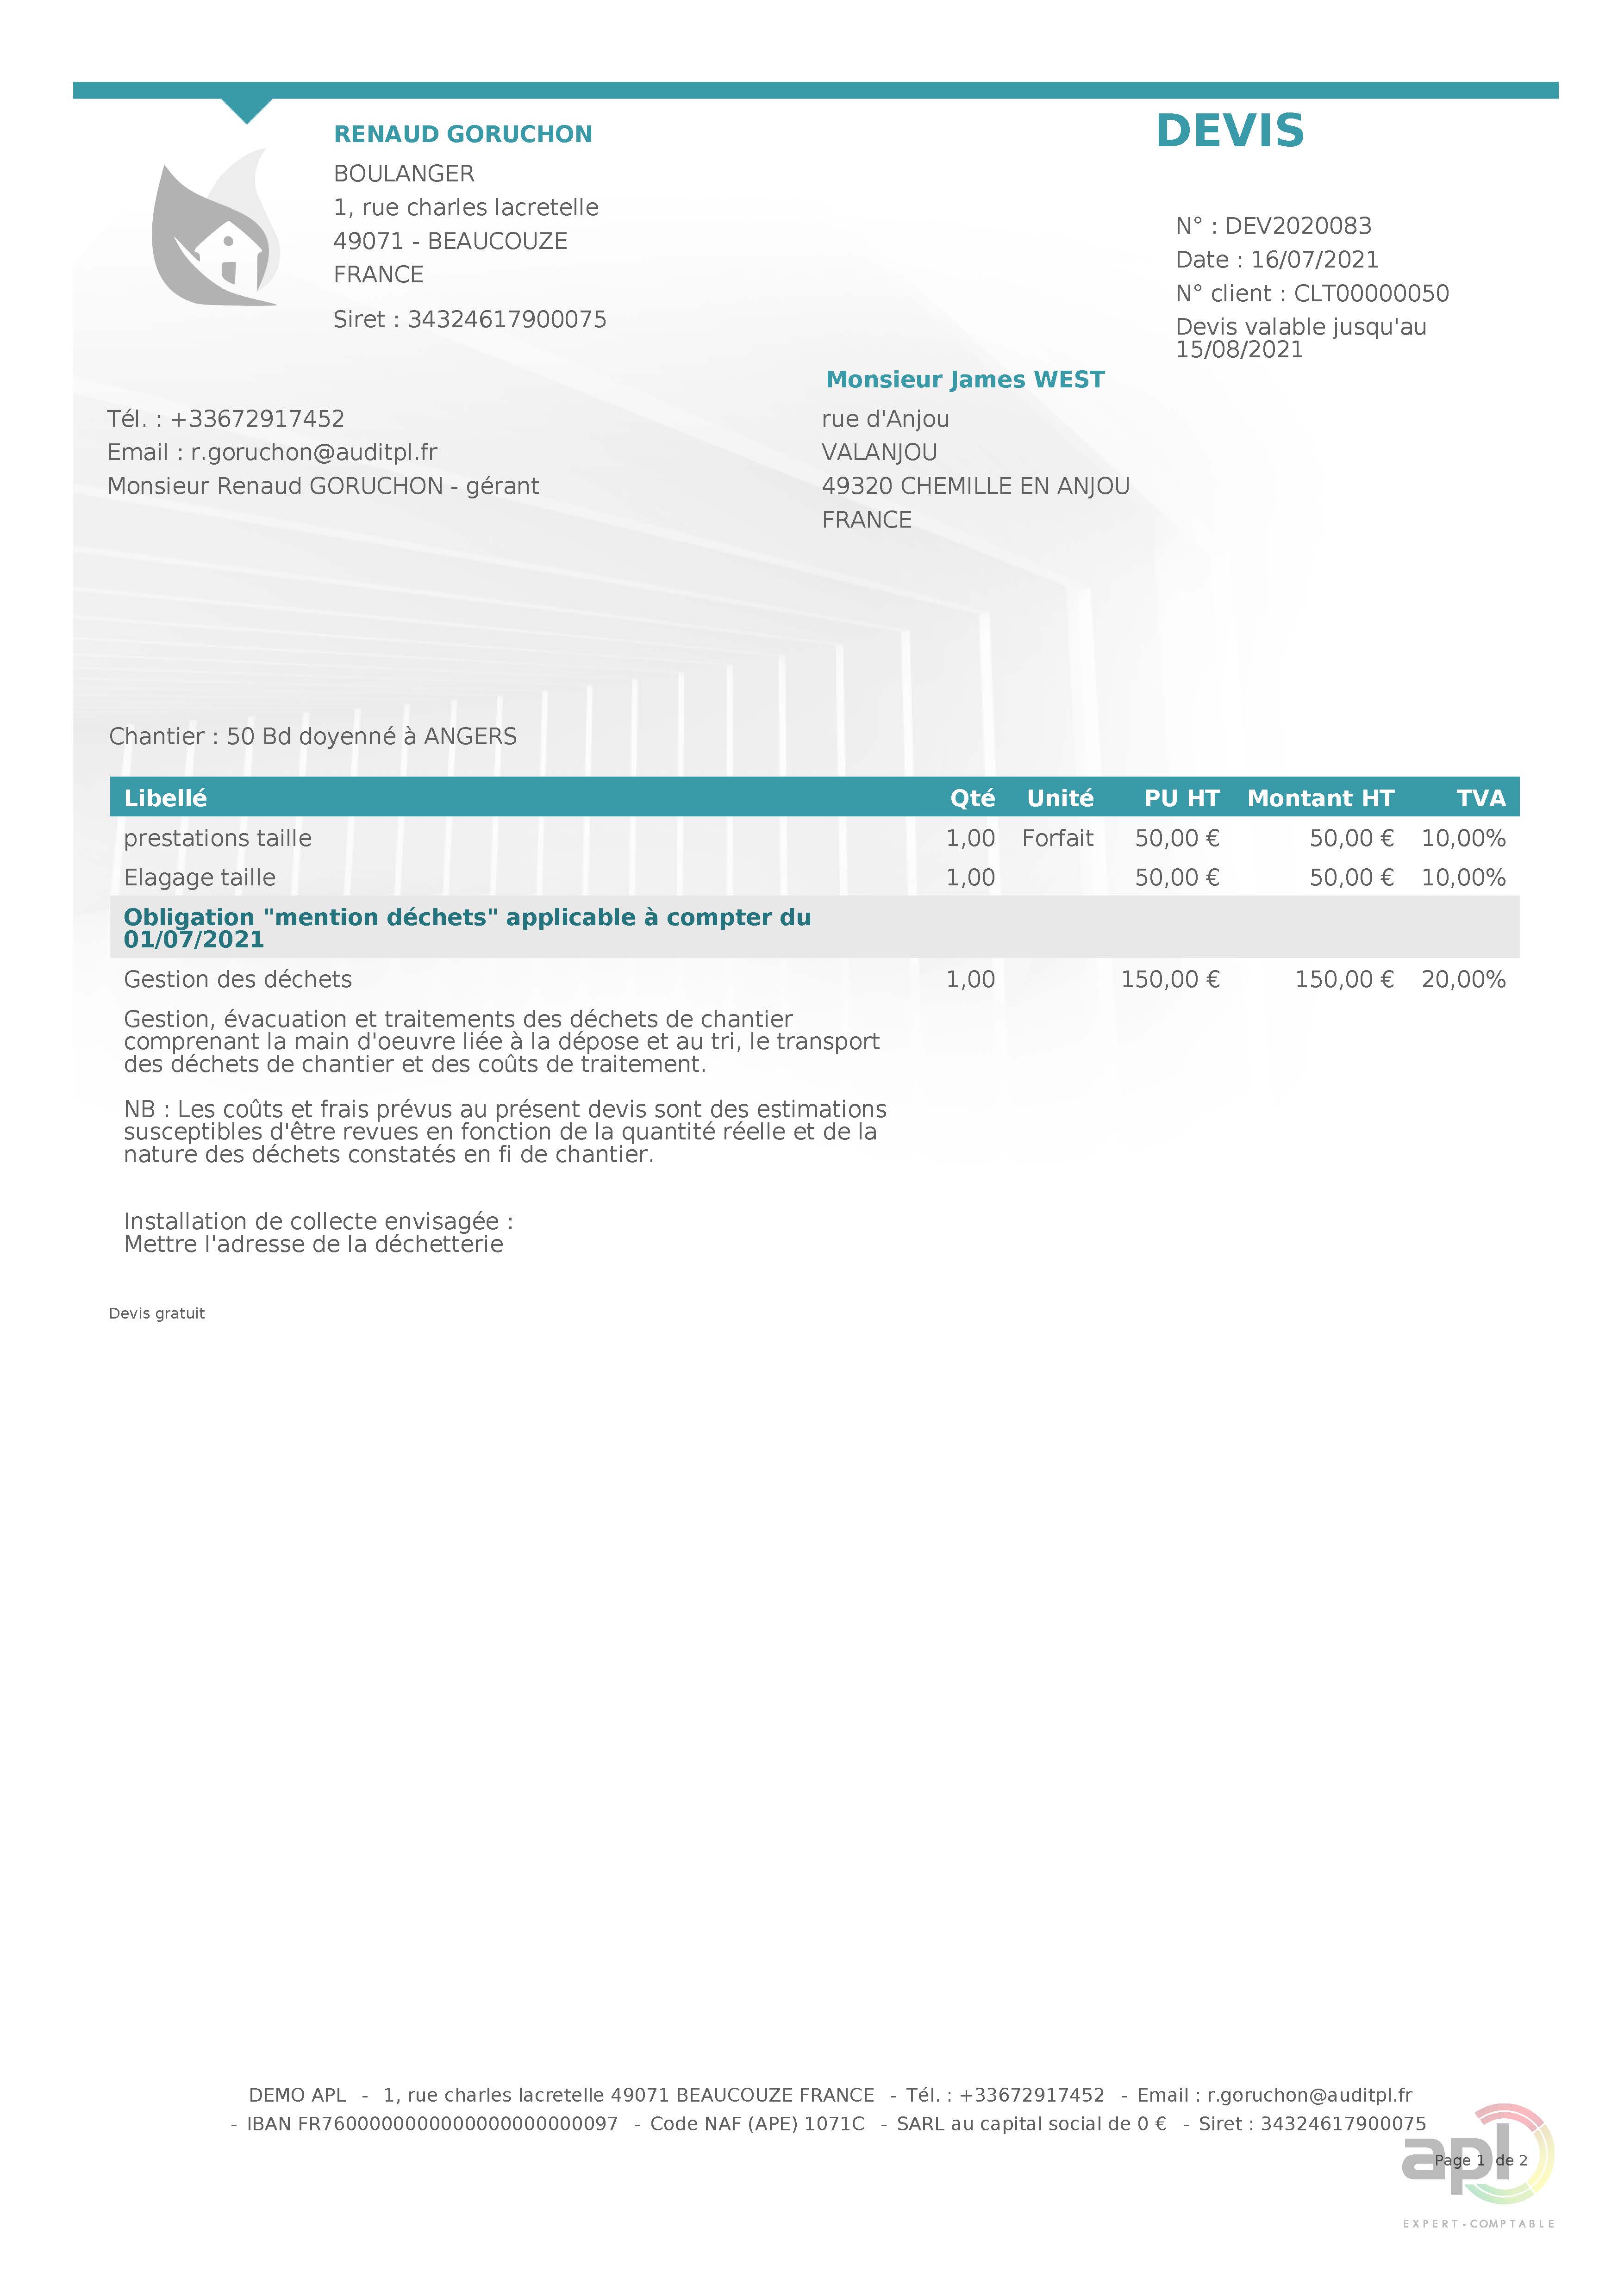 DEVIS
RENAUD GORUCHON
BOULANGER
1, rue charles lacretelle
49071 - BEAUCOUZE
FRANCE
Siret : 34324617900075
N° : DEV2020083
Date : 16/07/2021
N° client : CLT00000050
Devis valable jusqu'au
15/08/2021
Tél. : +33672917452
Email : r.goruchon@auditpl.fr
Monsieur Renaud GORUCHON - gérant
Monsieur James WEST
rue d'Anjou
VALANJOU
49320 CHEMILLE EN ANJOU
FRANCE
Chantier : 50 Bd doyenné à ANGERS
Libellé Qté Unité PU HT Montant HT TVA
prestations taille 1,00 Forfait 50,00 € 50,00 € 10,00%
Elagage taille 1,00 50,00 € 50,00 € 10,00%
Obligation "mention déchets" applicable à compter du
01/07/2021
Gestion des déchets 1,00 150,00 € 150,00 € 20,00%
Gestion, évacuation et traitements des déchets de chantier
comprenant la main d'oeuvre liée à la dépose et au tri, le transport
des déchets de chantier et des coûts de traitement.
NB : Les coûts et frais prévus au présent devis sont des estimations
susceptibles d'être revues en fonction de la quantité réelle et de la
nature des déchets constatés en fi de chantier.
Installation de collecte envisagée :
Mettre l'adresse de la déchetterie
Devis gratuit
DEMO APL - 1, rue charles lacretelle 49071 BEAUCOUZE FRANCE - Tél. : +33672917452 - Email : r.goruchon@auditpl.fr
- IBAN FR7600000000000000000000097 - Code NAF (APE) 1071C - SARL au capital social de 0 € - Siret : 34324617900075
apl
Page 1 de 2
EXPERT-COMPTABLE